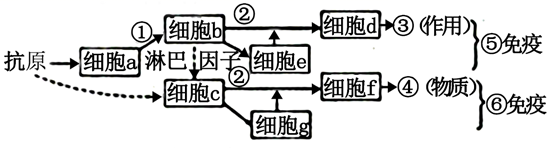 ② ②
① 细胞b 细胞d ③(作用)
抗原 细胞a 淋巴 因子 细胞e ⑤免疫
细胞c 细胞f ④(物质)
细胞g ⑥免疫